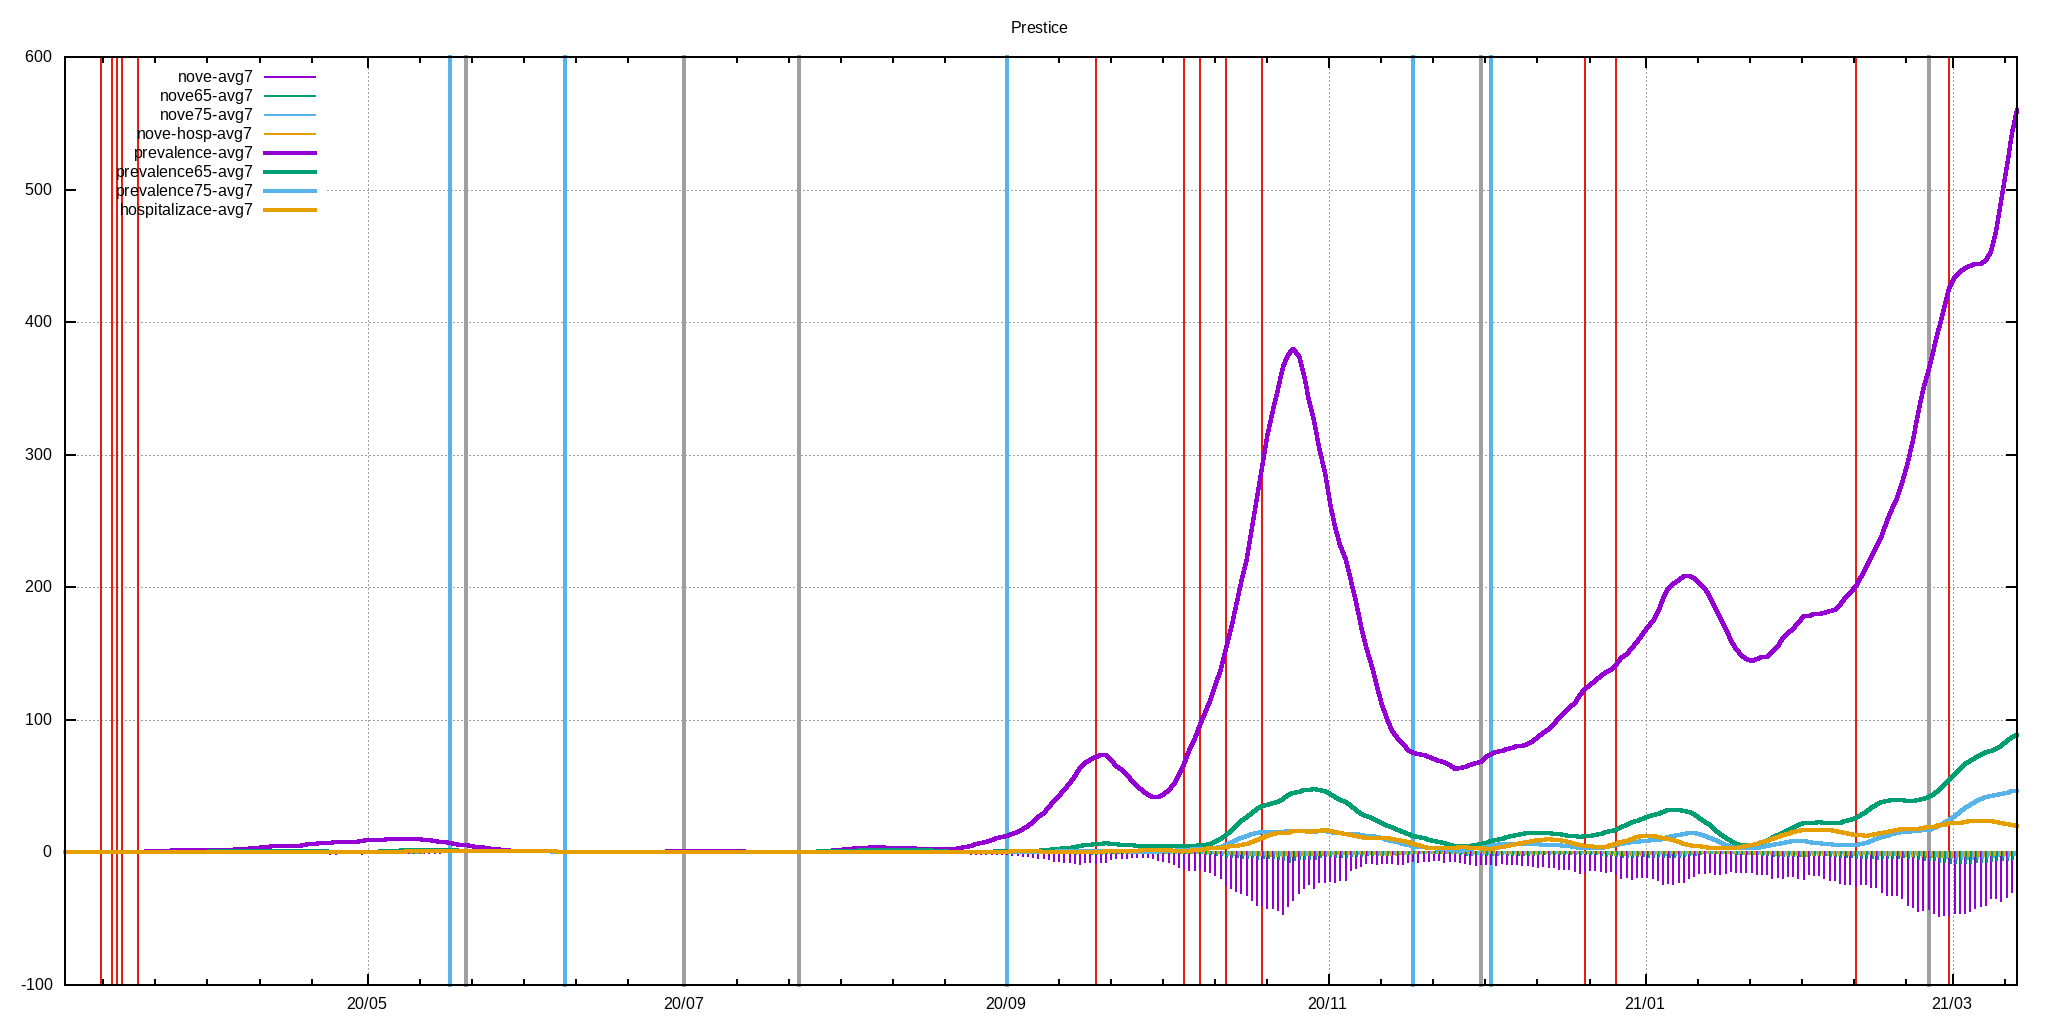 Prestice
600
500
400
300
200
100
0
-100
nove-avg7
nove65-avg7
nove75-avg7
nove-hosp-avg7
prevalence-avg7
prevalence65-avg7
prevalence75-avg7
hospitalizace-avg7
20/05 20/07 20/09 20/11 21/01 21/03